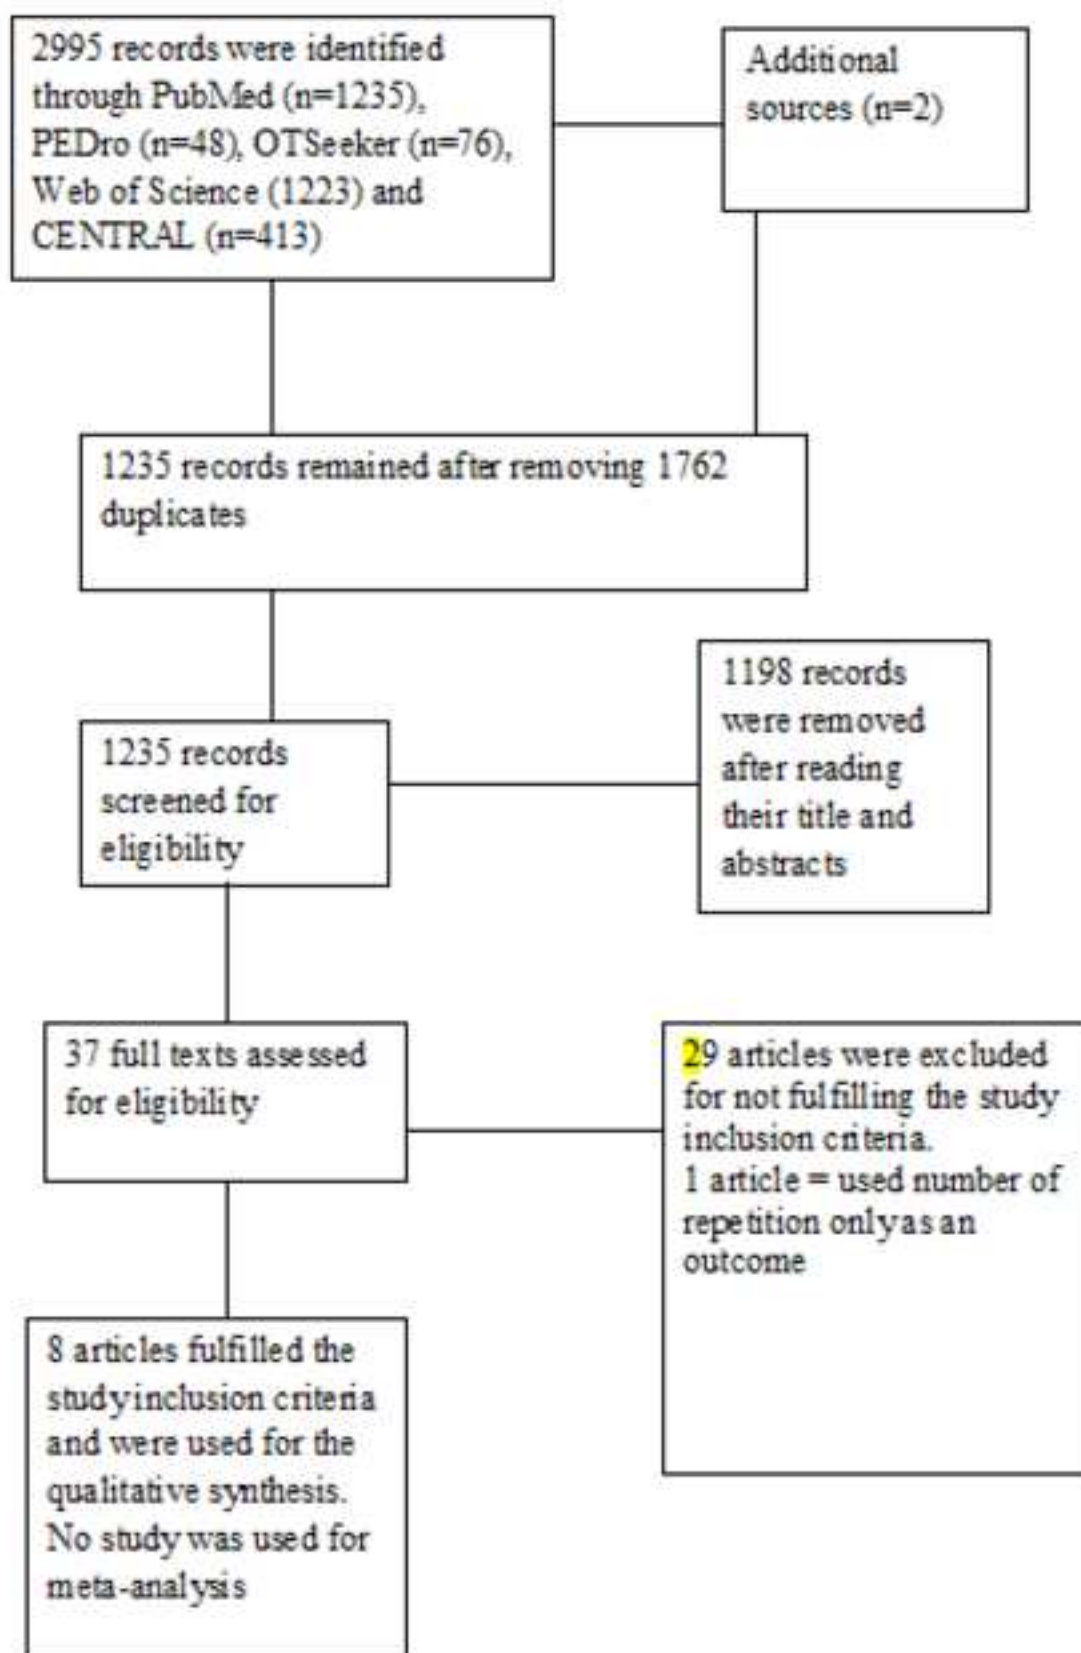 2995 records were identified
through PubMed (n=1235),
PEDro (n=48), OTSeeker (n=76),
Web of Science (1223) and
CENTRAL (n=413)
Additional
sources (n=2)
1235 records remained after removing 1762
duplicates
1235 records
screened for
eligibility
1198 records
were removed
after reading
their title and
abstracts
37 full texts assessed
for eligibility
29 articles were excluded
for not fulfilling the study
inclusion criteria.
1 article = used number of
repetition only as an
outcome
8 articles fulfilled the
study inclusion criteria
and were used for the
qualitative synthesis.
No study was used for
meta-analysis